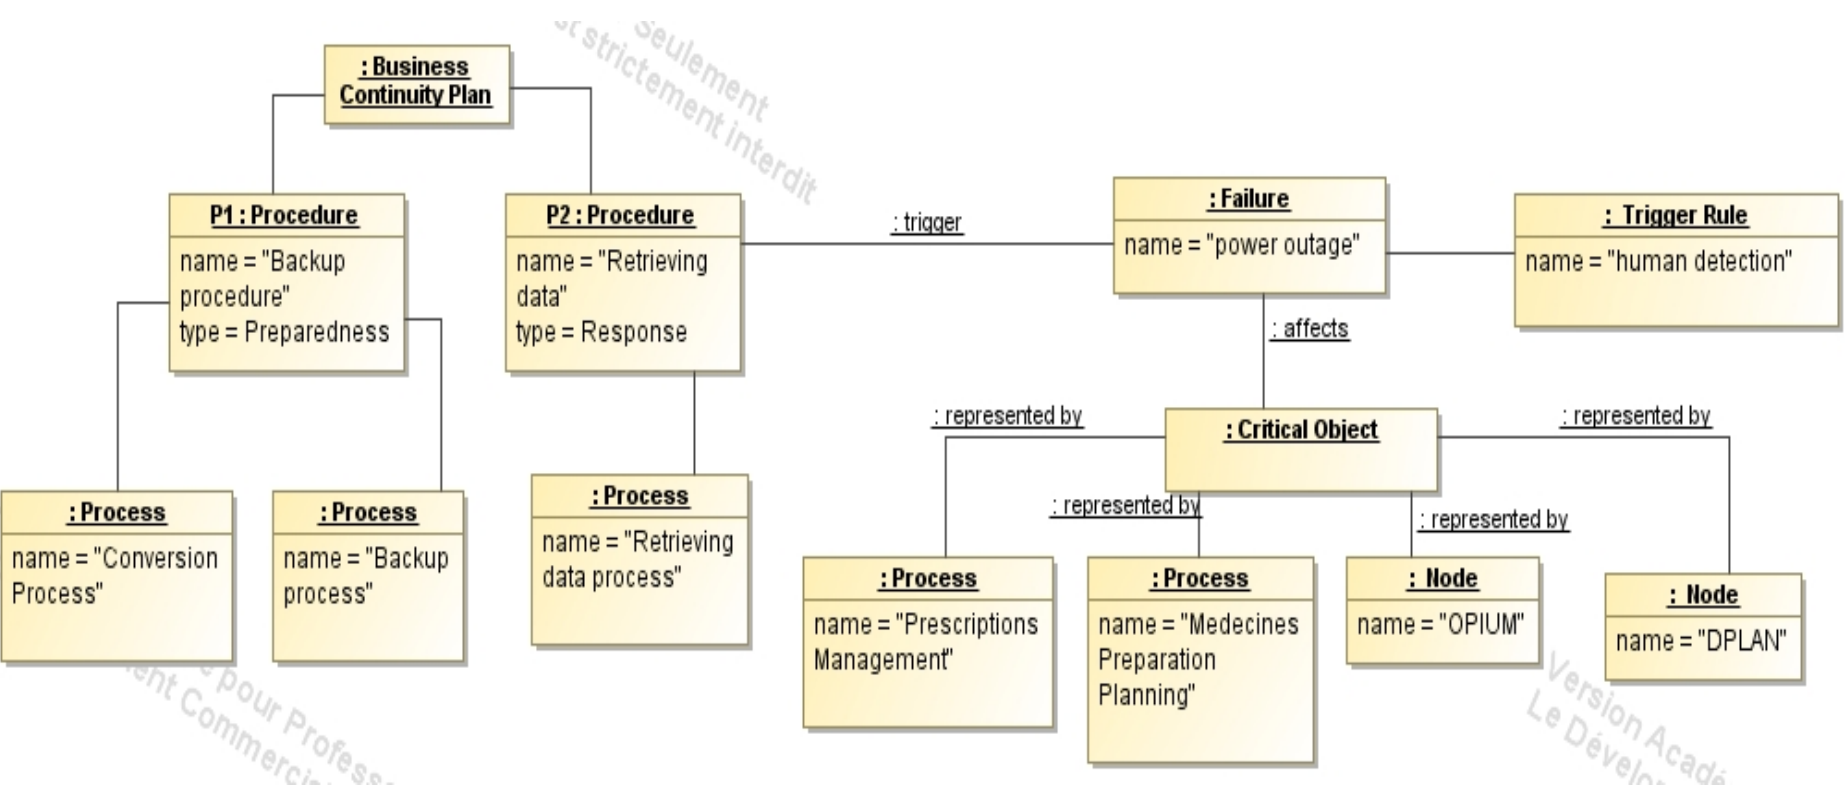 Seulement
st strictement interdit
: Business
Continuity Plan
P1 : Procedure
name = "Backup
procedure"
type = Preparedness
P2 : Procedure
name = "Retrieving
data"
type = Response
: trigger
: Failure
name = "power outage"
: Trigger Rule
name = "human detection"
: affects
: Critical Object
: represented by
: represented by
: represented by
: represented by
: Process
name = "Conversion
Process"
: Process
name = "Backup
process"
: Process
name = "Retrieving
data process"
: Process
name = "Prescriptions
Management"
: Process
name = "Medecines
Preparation
Planning"
: Node
name = "OPIUM"
: Node
name = "DPLAN"
pour Profess
ment Commerci
Version Acadé
Le Dévelo